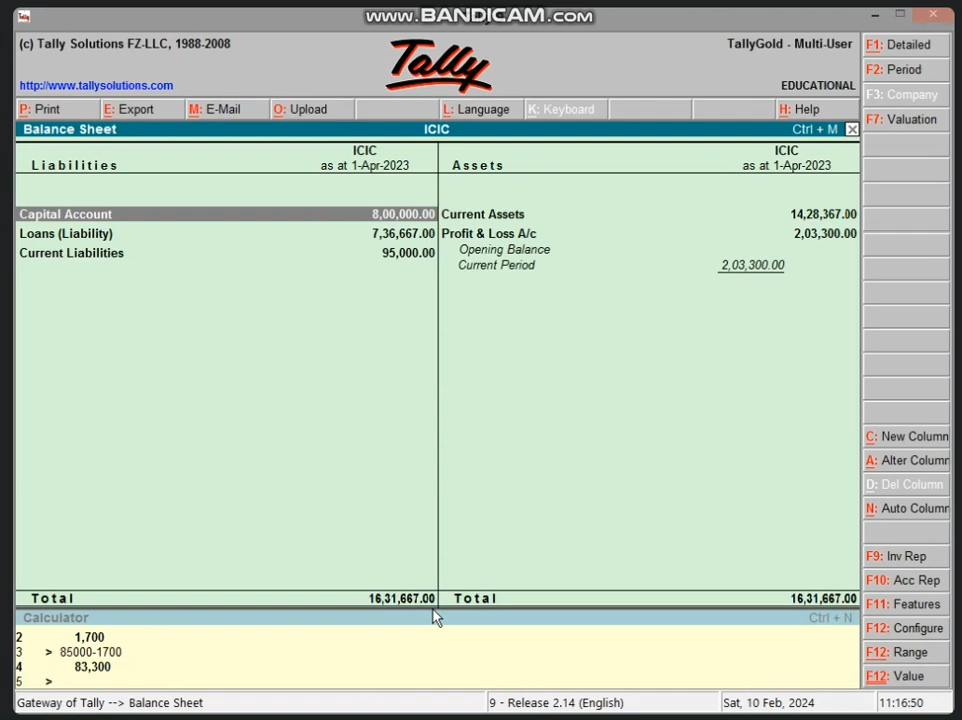 www.BANDICAM.com
(c) Tally Solutions FZ-LLC, 1988-2008
Tally
TallyGold - Multi-User
http://www.tallysolutions.com
EDUCATIONAL
P: Print E: Export M: E-Mail O: Upload L: Language K: Keyboard H: Help
Balance Sheet ICIC Ctrl + M
ICIC ICIC
Liabilities as at 1-Apr-2023 Assets as at 1-Apr-2023
Capital Account 8,00,000.00 Current Assets 14,28,367.00
Loans (Liability) 7,36,667.00 Profit & Loss A/c 2,03,300.00
Current Liabilities 95,000.00 Opening Balance
Current Period 2,03,300.00
Total 16,31,667.00 Total 16,31,667.00
Calculator Ctrl + N
2 1,700
3 > 85000-1700
4 83,300
5 >
Gateway of Tally --> Balance Sheet 9 - Release 2.14 (English) Sat, 10 Feb, 2024 11:16:50
F1: Detailed
F2: Period
F3: Company
F7: Valuation
C: New Column
A: Alter Column
D: Del Column
N: Auto Column
F9: Inv Rep
F10: Acc Rep
F11: Features
F12: Configure
F12: Range
F12: Value